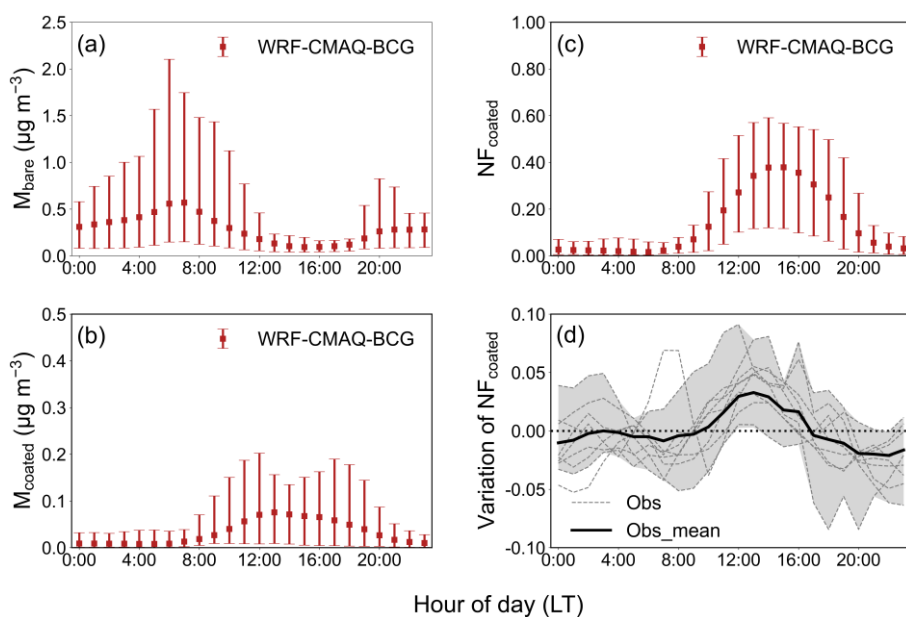 (a)
WRF-CMAQ-BCG
M_bare (µg m⁻³)
2.5
2.0
1.5
1.0
0.5
0.0
0:00 4:00 8:00 12:00 16:00 20:00
(c)
WRF-CMAQ-BCG
NF_coated
1.00
0.80
0.60
0.40
0.20
0.00
0:00 4:00 8:00 12:00 16:00 20:00
(b)
WRF-CMAQ-BCG
M_coated (µg m⁻³)
0.5
0.4
0.3
0.2
0.1
0.0
0:00 4:00 8:00 12:00 16:00 20:00
(d)
Variation of NF_coated
0.10
0.05
0.00
-0.05
-0.10
Obs
Obs_mean
0:00 4:00 8:00 12:00 16:00 20:00
Hour of day (LT)